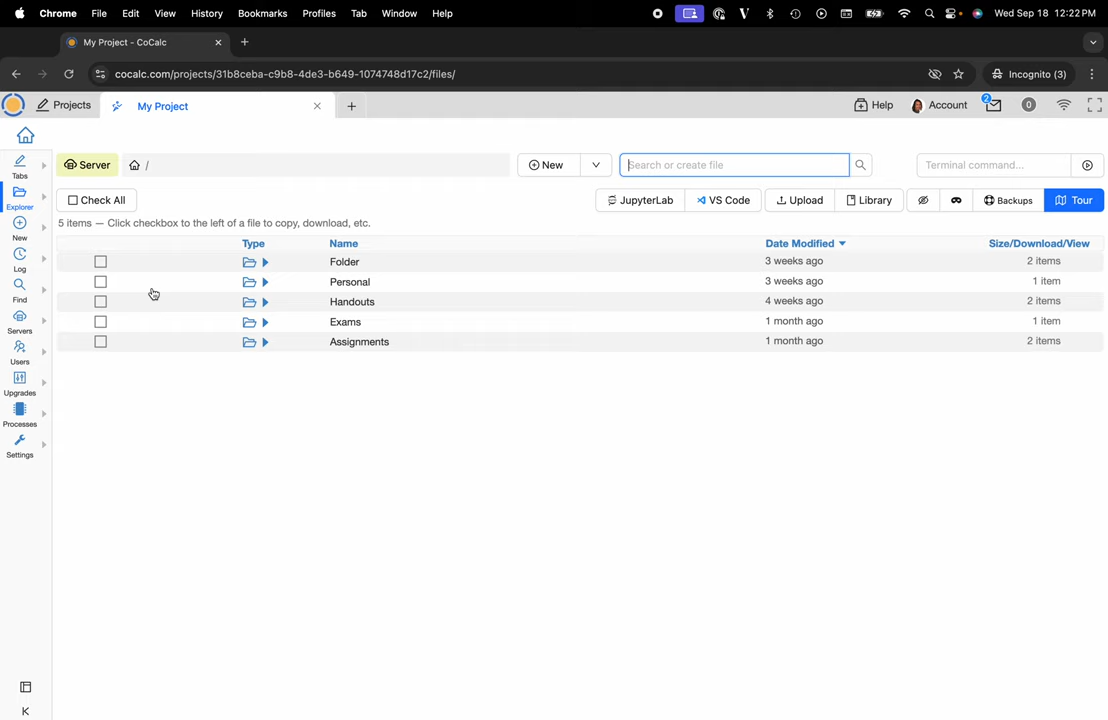 Chrome File Edit View History Bookmarks Profiles Tab Window Help Wed Sep 18 12:22 PM
My Project - CoCalc
cocalc.com/projects/31b8ceba-c9b8-4de3-b649-1074748d17c2/files/ Incognito (3)
Projects My Project Help Account 2 0
Server / New Search or create file Terminal command...
Tabs
Check All JupyterLab VS Code Upload Library Backups Tour
Explorer
5 items — Click checkbox to the left of a file to copy, download, etc.
New
Type Name Date Modified Size/Download/View
Folder 3 weeks ago 2 items
Log
Personal 3 weeks ago 1 item
Find
Handouts 4 weeks ago 2 items
Exams 1 month ago 1 item
Servers
Assignments 1 month ago 2 items
Users
Upgrades
Processes
Settings